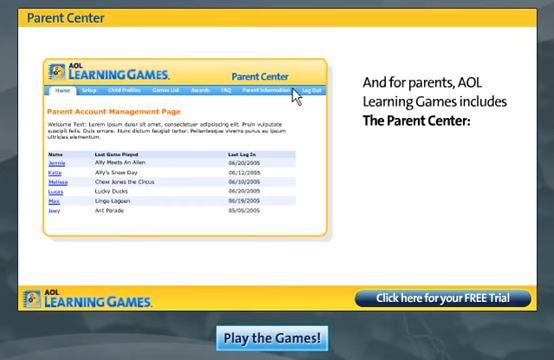 Parent Center
AOL
LEARNING GAMES.
Parent Center
Home Setup Child Profiles Games List Awards FAQ Parent Information Log Out
Parent Account Management Page
Welcome Text: Lorem ipsum dolor sit amet, consectetuer adipiscing elit. Proin vulputate
suscipit felis. Duis ornare. Nunc dictum feugiat tortor. Pellentesque viverra purus eu ipsum
ultricies elementum.
Name Last Game Played Last Log In
Jennie Ally Meets An Alien 06/20/2005
Katie Ally's Snow Day 06/12/2005
Melissa Chew Jones the Circus 06/10/2005
Lucas Lucky Ducks 06/20/2005
Max Lingo Lagoon 06/19/2005
Joey Ant Parade 05/05/2005
And for parents, AOL
Learning Games includes
The Parent Center:
AOL
LEARNING GAMES.
Click here for your FREE Trial
Play the Games!